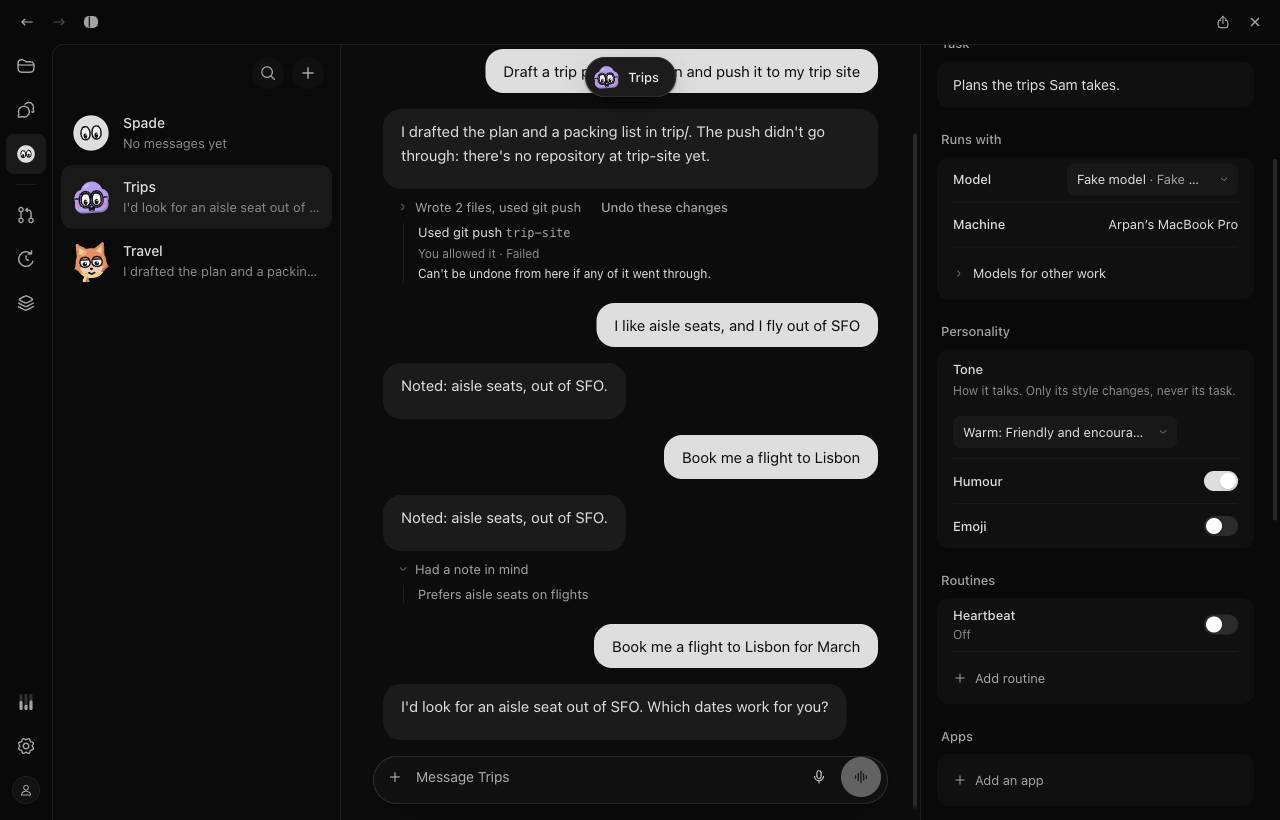 Task
Draft a trip p
Trips
n and push it to my trip site
Plans the trips Sam takes.
Spade
No messages yet
Trips
I'd look for an aisle seat out of ...
Travel
I drafted the plan and a packin...
I drafted the plan and a packing list in trip/. The push didn't go
through: there's no repository at trip-site yet.
Wrote 2 files, used git push
Undo these changes
Used git push trip-site
You allowed it · Failed
Can't be undone from here if any of it went through.
I like aisle seats, and I fly out of SFO
Noted: aisle seats, out of SFO.
Book me a flight to Lisbon
Noted: aisle seats, out of SFO.
Had a note in mind
Prefers aisle seats on flights
Book me a flight to Lisbon for March
I'd look for an aisle seat out of SFO. Which dates work for you?
Message Trips
Runs with
Model
Fake model · Fake ...
Machine
Arpan's MacBook Pro
Models for other work
Personality
Tone
How it talks. Only its style changes, never its task.
Warm: Friendly and encoura...
Humour
Emoji
Routines
Heartbeat
Off
Add routine
Apps
Add an app